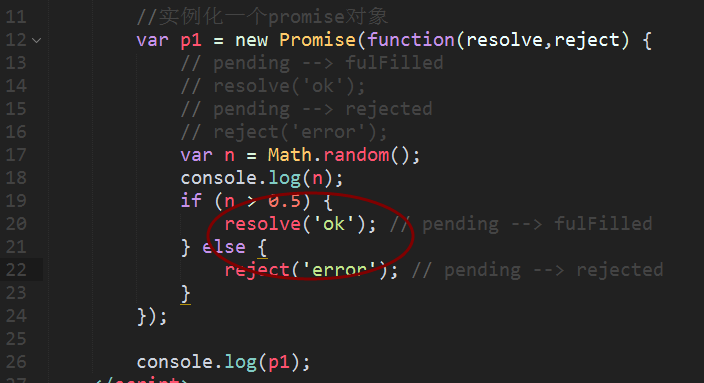 11 //实例化一个promise对象
12 var p1 = new Promise(function(resolve,reject) {
13 // pending --> fulFilled
14 // resolve('ok');
15 // pending --> rejected
16 // reject('error');
17 var n = Math.random();
18 console.log(n);
19 if (n > 0.5) {
20 resolve('ok'); // pending --> fulFilled
21 } else {
22 reject('error'); // pending --> rejected
23 }
24 });
25
26 console.log(p1);
27 </script>